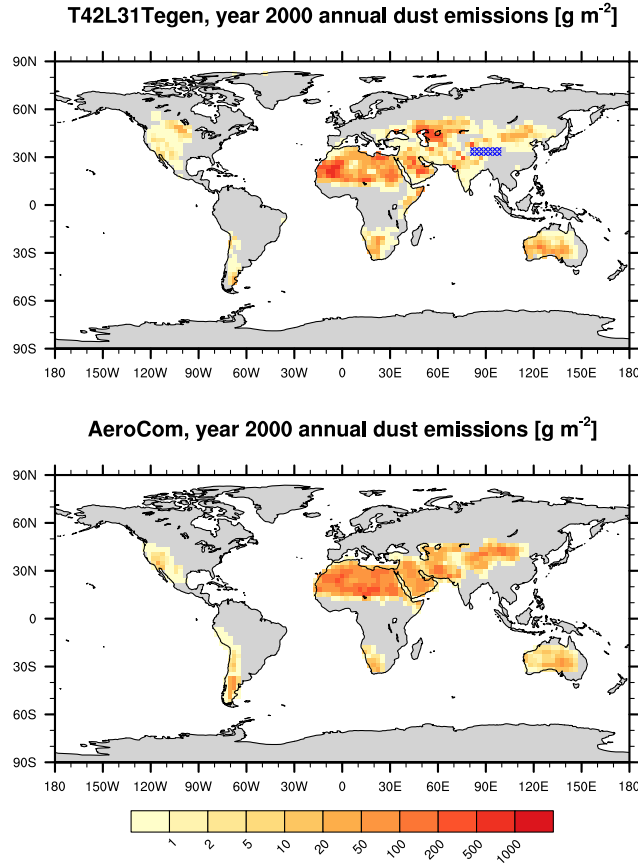 T42L31Tegen, year 2000 annual dust emissions [g m-2]
90N
60N
30N
0
30S
60S
90S
180 150W 120W 90W 60W 30W 0 30E 60E 90E 120E 150E 180
AeroCom, year 2000 annual dust emissions [g m-2]
90N
60N
30N
0
30S
60S
90S
180 150W 120W 90W 60W 30W 0 30E 60E 90E 120E 150E 180
1 2 5 10 20 50 100 200 500 1000